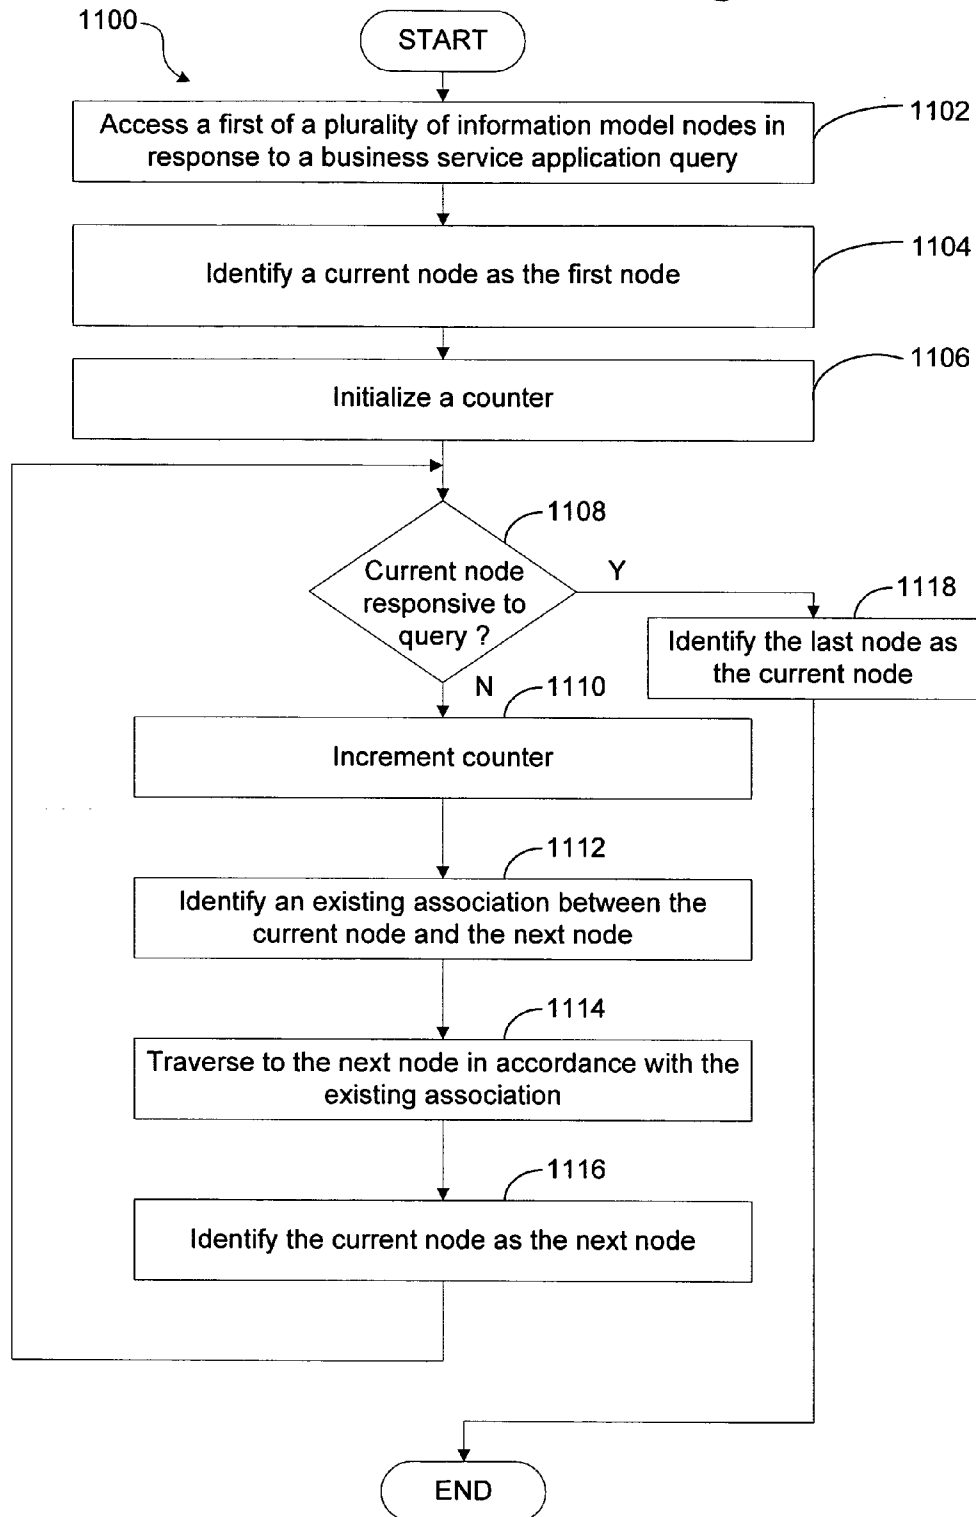 1100
START
Access a first of a plurality of information model nodes in
response to a business service application query
1102
Identify a current node as the first node
1104
Initialize a counter
1106
Current node
responsive to
query ?
1108
Y
1118
Identify the last node as
the current node
N
1110
Increment counter
1112
Identify an existing association between the
current node and the next node
1114
Traverse to the next node in accordance with the
existing association
1116
Identify the current node as the next node
END